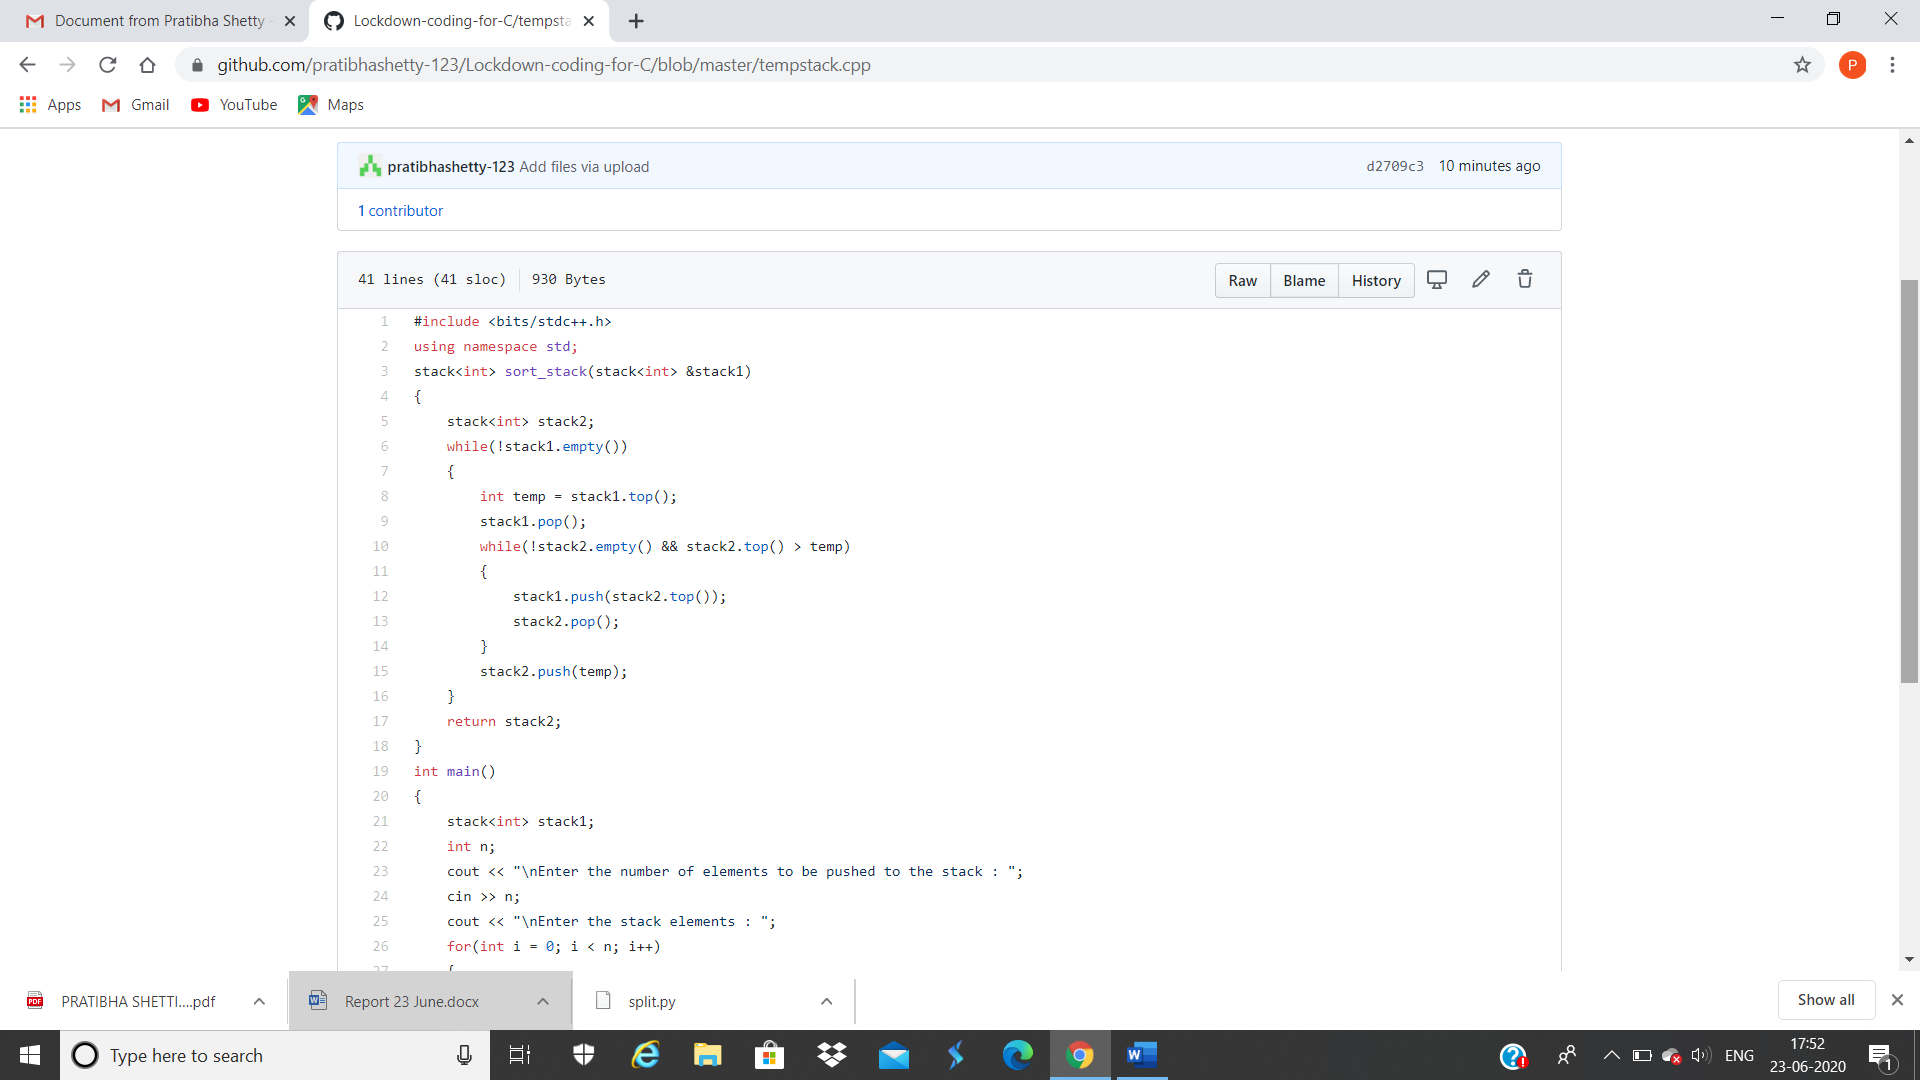 Document from Pratibha Shetty -
Lockdown-coding-for-C/tempsta
github.com/pratibhashetty-123/Lockdown-coding-for-C/blob/master/tempstack.cpp
P
Apps Gmail YouTube Maps
pratibhashetty-123 Add files via upload d2709c3 10 minutes ago
1 contributor
41 lines (41 sloc) 930 Bytes Raw Blame History
1 #include <bits/stdc++.h>
2 using namespace std;
3 stack<int> sort_stack(stack<int> &stack1)
4 {
5 stack<int> stack2;
6 while(!stack1.empty())
7 {
8 int temp = stack1.top();
9 stack1.pop();
10 while(!stack2.empty() && stack2.top() > temp)
11 {
12 stack1.push(stack2.top());
13 stack2.pop();
14 }
15 stack2.push(temp);
16 }
17 return stack2;
18 }
19 int main()
20 {
21 stack<int> stack1;
22 int n;
23 cout << "\nEnter the number of elements to be pushed to the stack : ";
24 cin >> n;
25 cout << "\nEnter the stack elements : ";
26 for(int i = 0; i < n; i++)
27 {
PDF PRATIBHA SHETTI....pdf Report 23 June.docx split.py Show all
Type here to search
ENG
17:52
23-06-2020
1